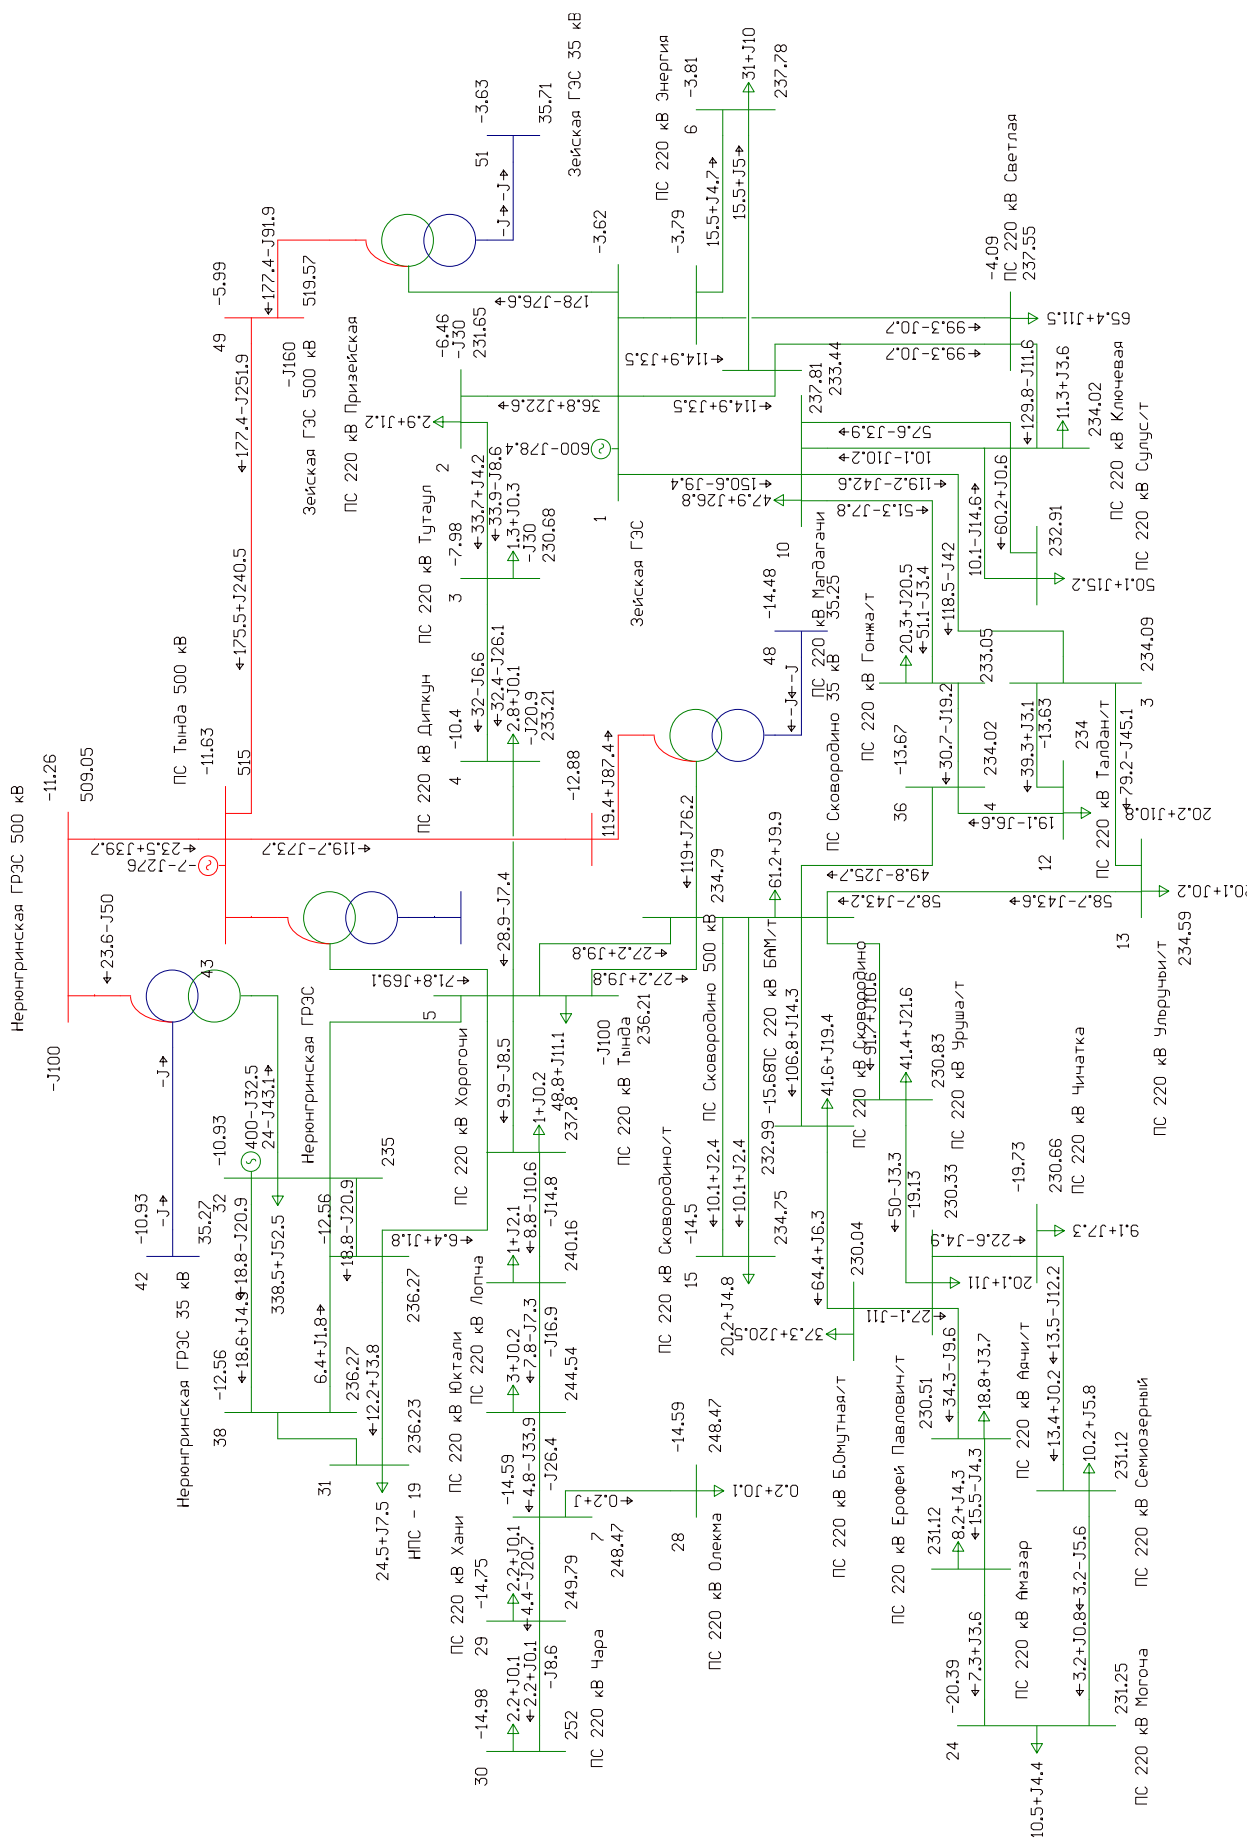 Нерюнгринская ГРЭС 500 кВ
-11.26
509.05
-J100
23.6-J50
23.5+J39.7
-7-J276
119.7-J73.7
ПС Тында 500 кВ
-11.63
515
175.5+J240.5
177.4-J251.9
-5.99
49
177.4-J91.9
519.57
-J160
Зейская ГЭС 500 кВ
ПС 220 кВ Призейская
-3.63
51
35.71
Зейская ГЭС 35 кВ
-J
-J
178-J76.6
-3.62
-3.79
ПС 220 кВ Энергия
-3.81
6
31+J10
237.78
15.5+J4.7
15.5+J5
-4.09
ПС 220 кВ Светлая
237.55
65.4+J11.5
99.3-J0.7
99.3-J0.7
114.9+J3.5
114.9+J3.5
237.81
233.44
-6.46
-J30
231.65
36.8+J22.6
2.9+J1.2
2
ПС 220 кВ Тутаул
33.7+J4.2
33.9-J8.6
1.3+J0.3
-J30
230.68
-7.98
3
ПС 220 кВ Дипкун
32-J6.6
32.4-J26.1
2.8+J0.1
-J20.9
233.21
-10.4
4
600-J78.4
1
Зейская ГЭС
150.6-J9.4
47.9+J26.8
10
ПС 220 кВ Магдагачи
57.6-J3.9
10.1-J10.2
119.2-J42.6
51.3-J7.8
129.8-J11.6
11.3+J3.6
234.02
ПС 220 кВ Ключевая
ПС 220 кВ Сулус/т
10.1-J14.6
60.2+J0.6
232.91
50.1+J15.2
-14.48
48
35.25
ПС Сковородино 35 кВ
-J
-J
ПС 220 кВ Гонжа/т
20.3+J20.5
51.1-J3.4
118.5-J42
233.05
234.09
3
-13.67
36
30.7-J19.2
234.02
4
39.3+J3.1
-13.63
234
ПС 220 кВ Талдан/т
79.2-J45.1
19.1-J6.6
12
20.2+J10.8
-12.88
119.4+J87.4
119+J76.2
49.8-J25.7
58.7-J43.2
58.7-J43.6
20.1+J0.2
13
234.59
ПС 220 кВ Ульручьи/т
43
71.8+J69.1
28.9-J7.4
27.2+J9.8
27.2+J9.8
234.79
61.2+J9.9
ПС Сковородино 500 кВ
ПС 220 кВ БАМ/т
5
ПС 220 кВ Хорогочи
9.9-J8.5
48.8+J11.1
-J100
236.21
ПС 220 кВ Тында
-10.93
32
400-J32.5
24-J43.1
Нерюнгринская ГРЭС
235
-10.93
42
35.27
Нерюнгринская ГРЭС 35 кВ
-J
-J
338.5+J52.5
18.6+J4.9
18.8-J20.9
18.8-J20.9
-12.56
236.27
-12.56
38
236.27
6.4+J1.8
6.4+J1.8
12.2+J3.8
31
236.23
24.5+J7.5
НПС - 19
1+J0.2
237.8
8.8-J10.6
-J14.8
1+J2.1
240.16
ПС 220 кВ Лопча
7.8-J7.3
-J16.9
3+J0.2
244.54
ПС 220 кВ Юктали
-14.59
4.8-J33.9
-J26.4
7
248.47
0.2+J
-14.59
28
248.47
0.2+J0.1
ПС 220 кВ Олекма
ПС 220 кВ Хани
-14.75
29
2.2+J0.1
4.4-J20.7
249.79
-J8.6
-14.98
30
2.2+J0.1
2.2+J0.1
252
ПС 220 кВ Чара
ПС 220 кВ Сковородино/т
-14.5
15
10.1+J2.4
10.1+J2.4
234.75
20.2+J4.8
-15.68
232.99
106.8+J14.3
ПС 220 кВ Сковородино
91.7+J10.6
41.6+J19.4
41.4+J21.6
230.83
ПС 220 кВ Уруша/т
64.4+J6.3
230.04
37.3+J20.5
ПС 220 кВ Б.Омутная/т
50-J3.3
-19.13
230.33
20.1+J11
22.6-J4.9
27.1-J11
-19.73
230.66
ПС 220 кВ Чичатка
9.1+J7.3
ПС 220 кВ Ерофей Павлович/т
230.51
34.3-J9.6
18.8+J3.7
ПС 220 кВ Аячи/т
13.5-J12.2
13.4+J0.2
10.2+J5.8
231.12
ПС 220 кВ Семиозерный
231.12
8.2+J4.3
15.5-J4.3
ПС 220 кВ Амазар
-20.39
24
7.3+J3.6
3.2-J5.6
3.2+J0.8
231.25
10.5+J4.4
ПС 220 кВ Могоча